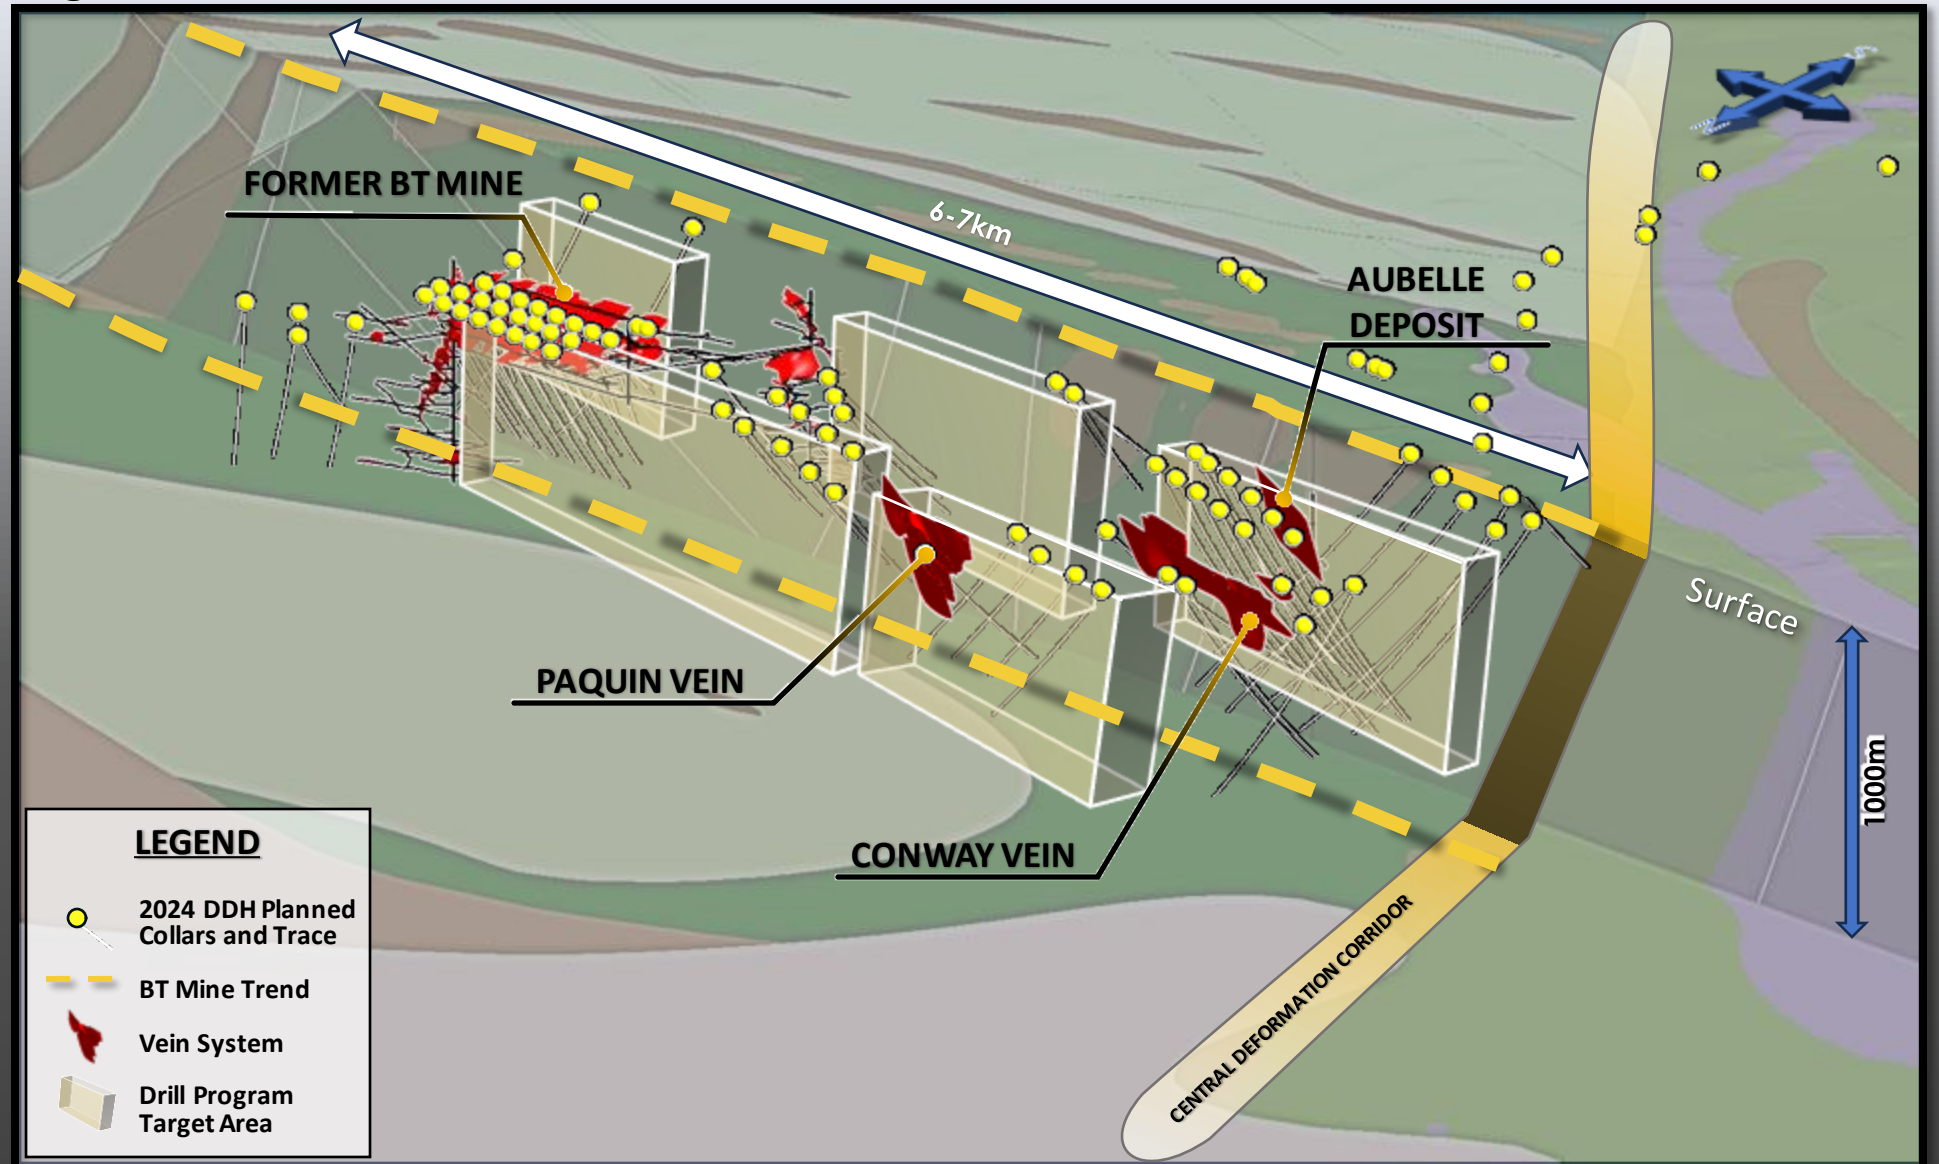 FORMER BT MINE
6-7km
AUBELLE
DEPOSIT
Surface
PAQUIN VEIN
1000m
CONWAY VEIN
CENTRAL DEFORMATION CORRIDOR
LEGEND
2024 DDH Planned
Collars and Trace
BT Mine Trend
Vein System
Drill Program
Target Area